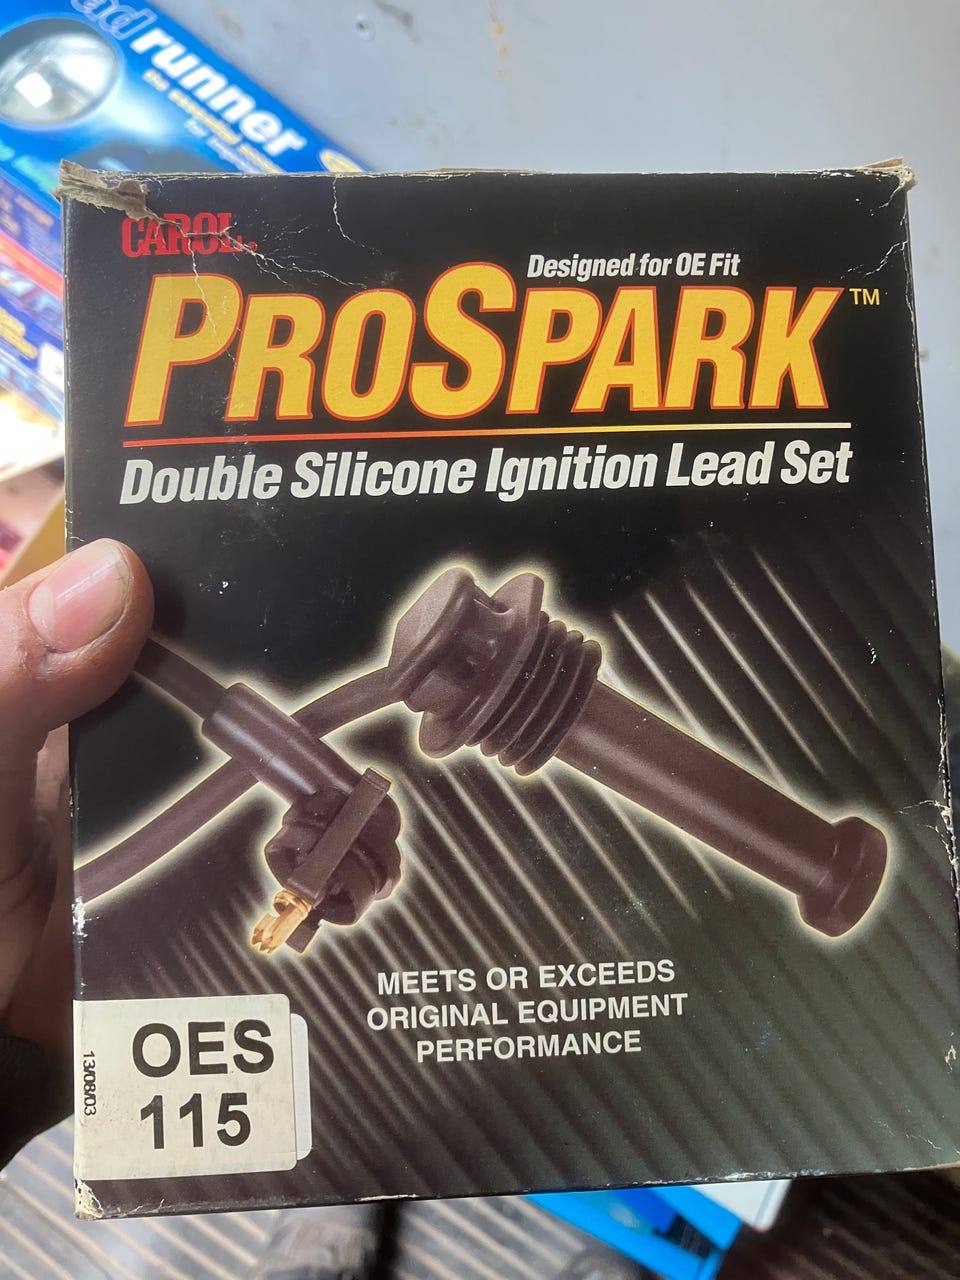 runner
CAROL
Designed for OE Fit
PROSPARK™
Double Silicone Ignition Lead Set
MEETS OR EXCEEDS
ORIGINAL EQUIPMENT
PERFORMANCE
OES
115
13/08/03